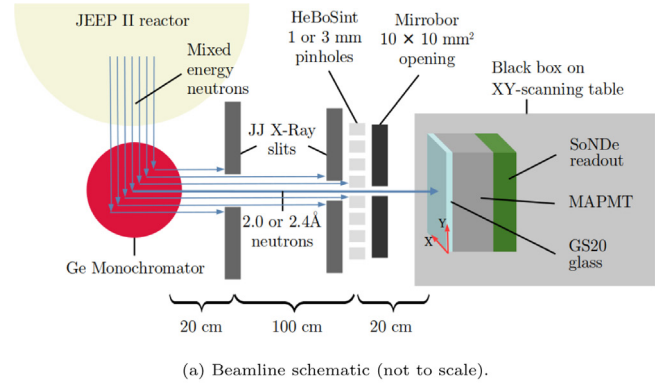 JEEP II reactor
Mixed
energy
neutrons
HeBoSint
1 or 3 mm
pinholes
Mirrobor
10 × 10 mm²
opening
Black box on
XY-scanning table
JJ X-Ray
slits
SoNDe
readout
MAPMT
GS20
glass
Y
X
2.0 or 2.4Å
neutrons
Ge Monochromator
20 cm
100 cm
20 cm
(a) Beamline schematic (not to scale).